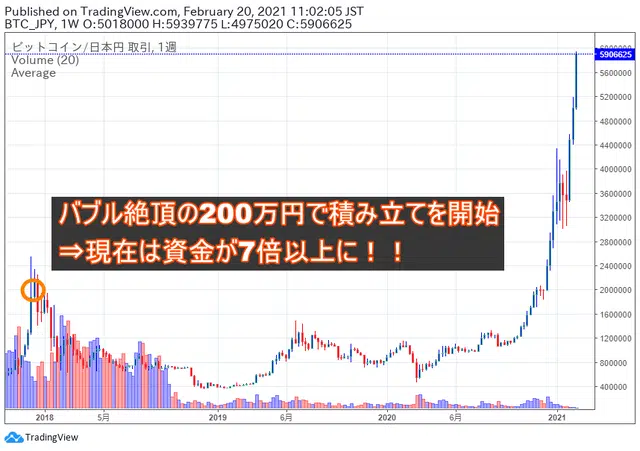 Published on TradingView.com, February 20, 2021 11:02:05 JST
BTC_JPY, 1W O:5018000 H:5939775 L:4975020 C:5906625
ビットコイン/日本円 取引, 1週
Volume (20)
Average
5906625
5600000
5200000
4800000
4400000
4000000
3600000
3200000
2800000
2400000
2000000
1600000
1200000
800000
400000
バブル絶頂の200万円で積み立てを開始
⇒現在は資金が7倍以上に！！
2018
5月
2019
6月
2020
6月
2021
TradingView